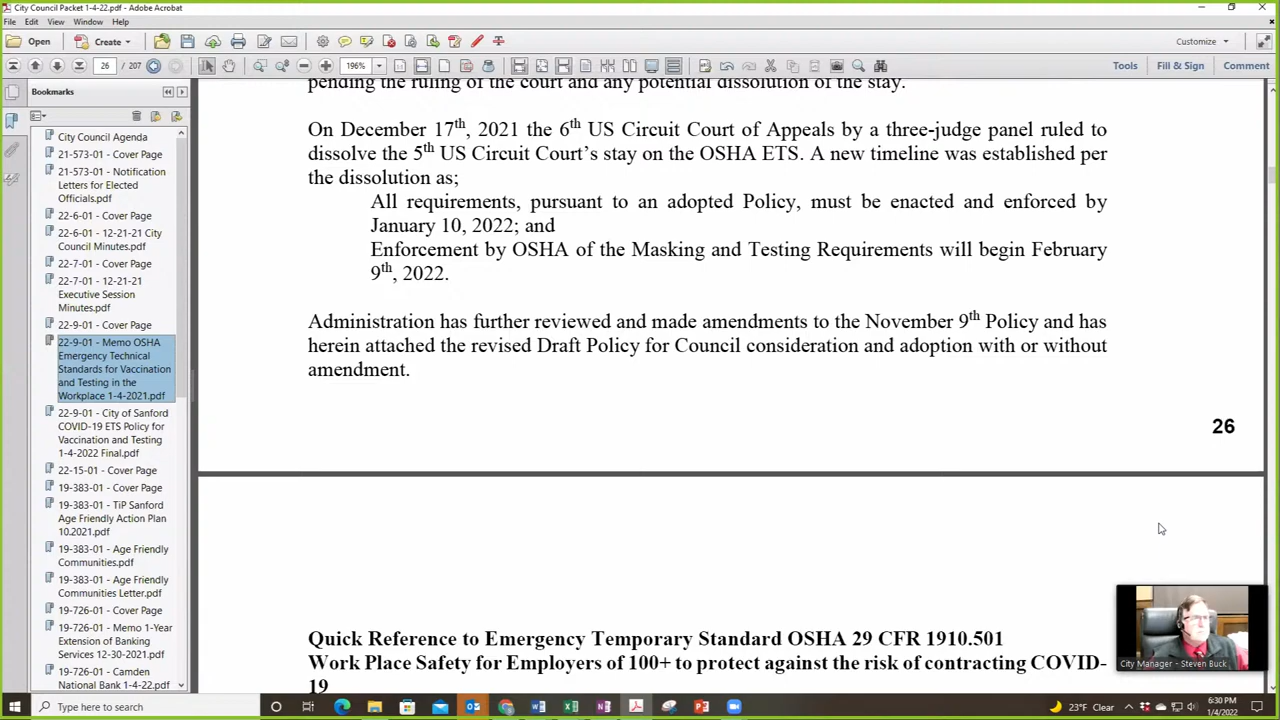 City Council Packet 1-4-22.pdf - Adobe Acrobat
File Edit View Window Help
Open Create Customize
26 / 207 196% Tools Fill & Sign Comment
Bookmarks
City Council Agenda
21-573-01 - Cover Page
21-573-01 - Notification
Letters for Elected
Officials.pdf
22-6-01 - Cover Page
22-6-01 - 12-21-21 City
Council Minutes.pdf
22-7-01 - Cover Page
22-7-01 - 12-21-21
Executive Session
Minutes.pdf
22-9-01 - Cover Page
22-9-01 - Memo OSHA
Emergency Technical
Standards for Vaccination
and Testing in the
Workplace 1-4-2021.pdf
22-9-01 - City of Sanford
COVID-19 ETS Policy for
Vaccination and Testing
1-4-2022 Final.pdf
22-15-01 - Cover Page
19-383-01 - Cover Page
19-383-01 - TiP Sanford
Age Friendly Action Plan
10.2021.pdf
19-383-01 - Age Friendly
Communities.pdf
19-383-01 - Age Friendly
Communities Letter.pdf
19-726-01 - Cover Page
19-726-01 - Memo 1-Year
Extension of Banking
Services 12-30-2021.pdf
19-726-01 - Camden
National Bank 1-4-22.pdf
pending the ruling of the court and any potential dissolution of the stay.
On December 17th, 2021 the 6th US Circuit Court of Appeals by a three-judge panel ruled to
dissolve the 5th US Circuit Court's stay on the OSHA ETS. A new timeline was established per
the dissolution as;
All requirements, pursuant to an adopted Policy, must be enacted and enforced by
January 10, 2022; and
Enforcement by OSHA of the Masking and Testing Requirements will begin February
9th, 2022.
Administration has further reviewed and made amendments to the November 9th Policy and has
herein attached the revised Draft Policy for Council consideration and adoption with or without
amendment.
26
Quick Reference to Emergency Temporary Standard OSHA 29 CFR 1910.501
Work Place Safety for Employers of 100+ to protect against the risk of contracting COVID-
19
City Manager - Steven Buck
Type here to search
23°F Clear
6:30 PM
1/4/2022